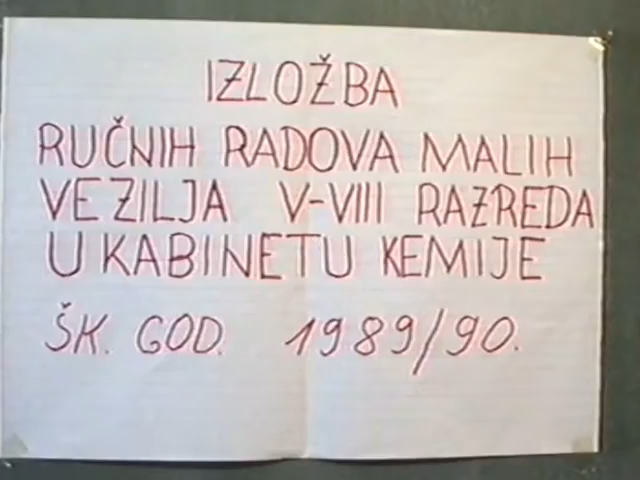 IZLOŽBA
RUČNIH RADOVA MALIH
VEZILJA V-VIII RAZREDA
U KABINETU KEMIJE
ŠK. GOD. 1989/90.